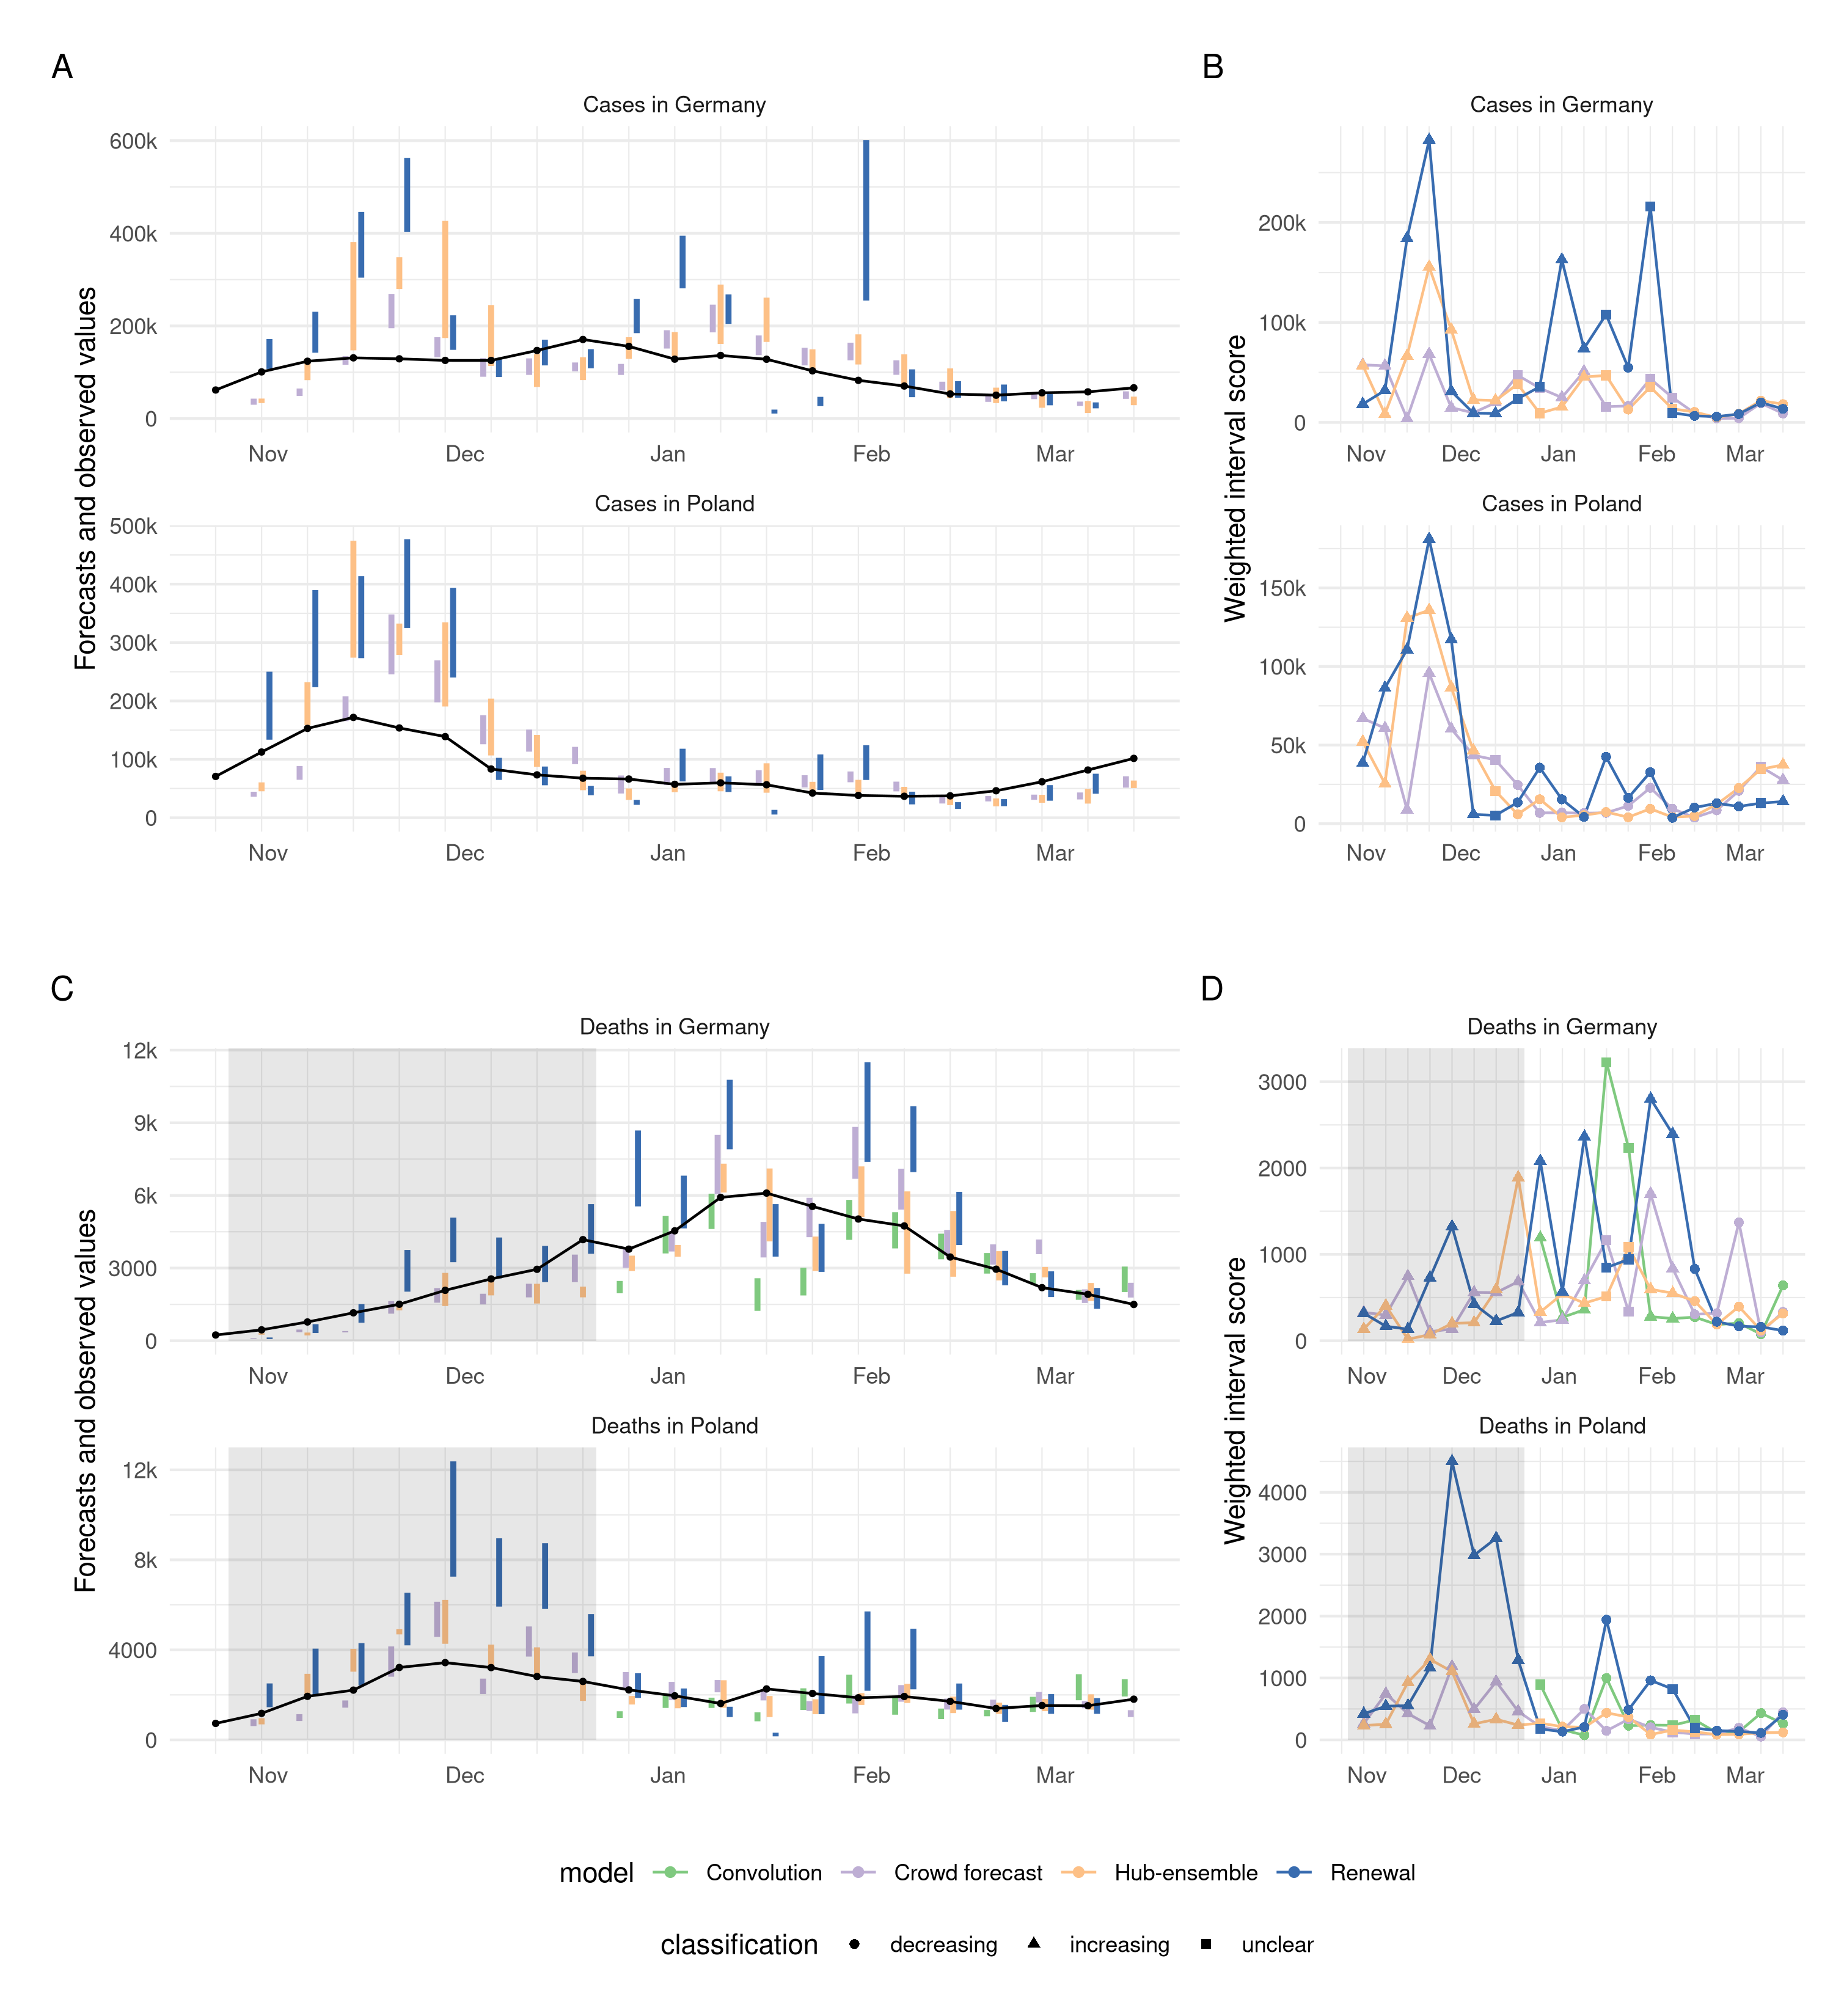 A
Cases in Germany
Forecasts and observed values
600k
400k
200k
0
Nov Dec Jan Feb Mar
Cases in Poland
500k
400k
300k
200k
100k
0
Nov Dec Jan Feb Mar
B
Cases in Germany
Weighted interval score
200k
100k
0
Nov Dec Jan Feb Mar
Cases in Poland
150k
100k
50k
0
Nov Dec Jan Feb Mar
C
Deaths in Germany
Forecasts and observed values
12k
9k
6k
3000
0
Nov Dec Jan Feb Mar
Deaths in Poland
12k
8k
4000
0
Nov Dec Jan Feb Mar
D
Deaths in Germany
Weighted interval score
3000
2000
1000
0
Nov Dec Jan Feb Mar
Deaths in Poland
4000
3000
2000
1000
0
Nov Dec Jan Feb Mar
model Convolution Crowd forecast Hub-ensemble Renewal
classification decreasing increasing unclear